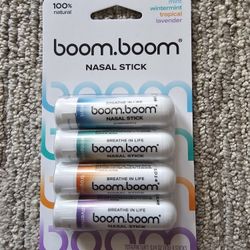 100%
natural
mint
wintermint
tropical
lavender
boom.boom®
NASAL STICK
BREATHE IN LIFE
boom.boom®
NASAL STICK
BREATHE IN LIFE
boom.boom®
NASAL STICK
BREATHE IN LIFE
boom.boom®
NASAL STICK
BREATHE IN LIFE
boom.boom®
NASAL STICK